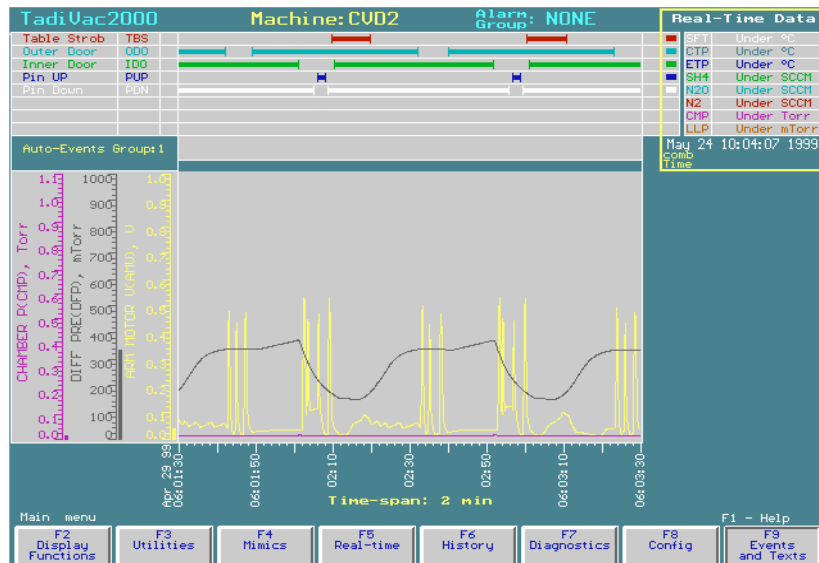 TadiVac2000 Machine:CVD2 Alarm Group: NONE Real-Time Data
Table Strob TBS SFT Under ºC
Outer Door ODO CTP Under ºC
Inner Door IDO ETP Under ºC
Pin UP PUP SH4 Under SCCM
Pin Down PDN N20 Under SCCM
N2 Under SCCM
CMP Under Torr
LLP Under mTorr
May 24 10:04:07 1999
comb
Time
Auto-Events Group:1
CHAMBER P(CMP), Torr
1.1
1.0
0.9
0.8
0.7
0.6
0.5
0.4
0.3
0.2
0.1
0.0
DIFF PRE(DFP), mTorr
1000
900
800
700
600
500
400
300
200
100
0
ARM MOTOR V(AMV), V
1.0
0.9
0.8
0.7
0.6
0.5
0.4
0.3
0.2
0.1
0.0
Apr 29 99
06:01:30
06:01:50
02:10
02:30
02:50
06:03:10
06:03:30
Time-span: 2 min
Main menu F1 - Help
F2 Display Functions
F3 Utilities
F4 Mimics
F5 Real-time
F6 History
F7 Diagnostics
F8 Config
F9 Events and Texts